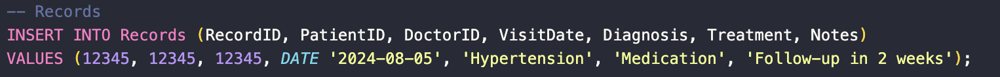 -- Records
INSERT INTO Records (RecordID, PatientID, DoctorID, VisitDate, Diagnosis, Treatment, Notes)
VALUES (12345, 12345, 12345, DATE '2024-08-05', 'Hypertension', 'Medication', 'Follow-up in 2 weeks');